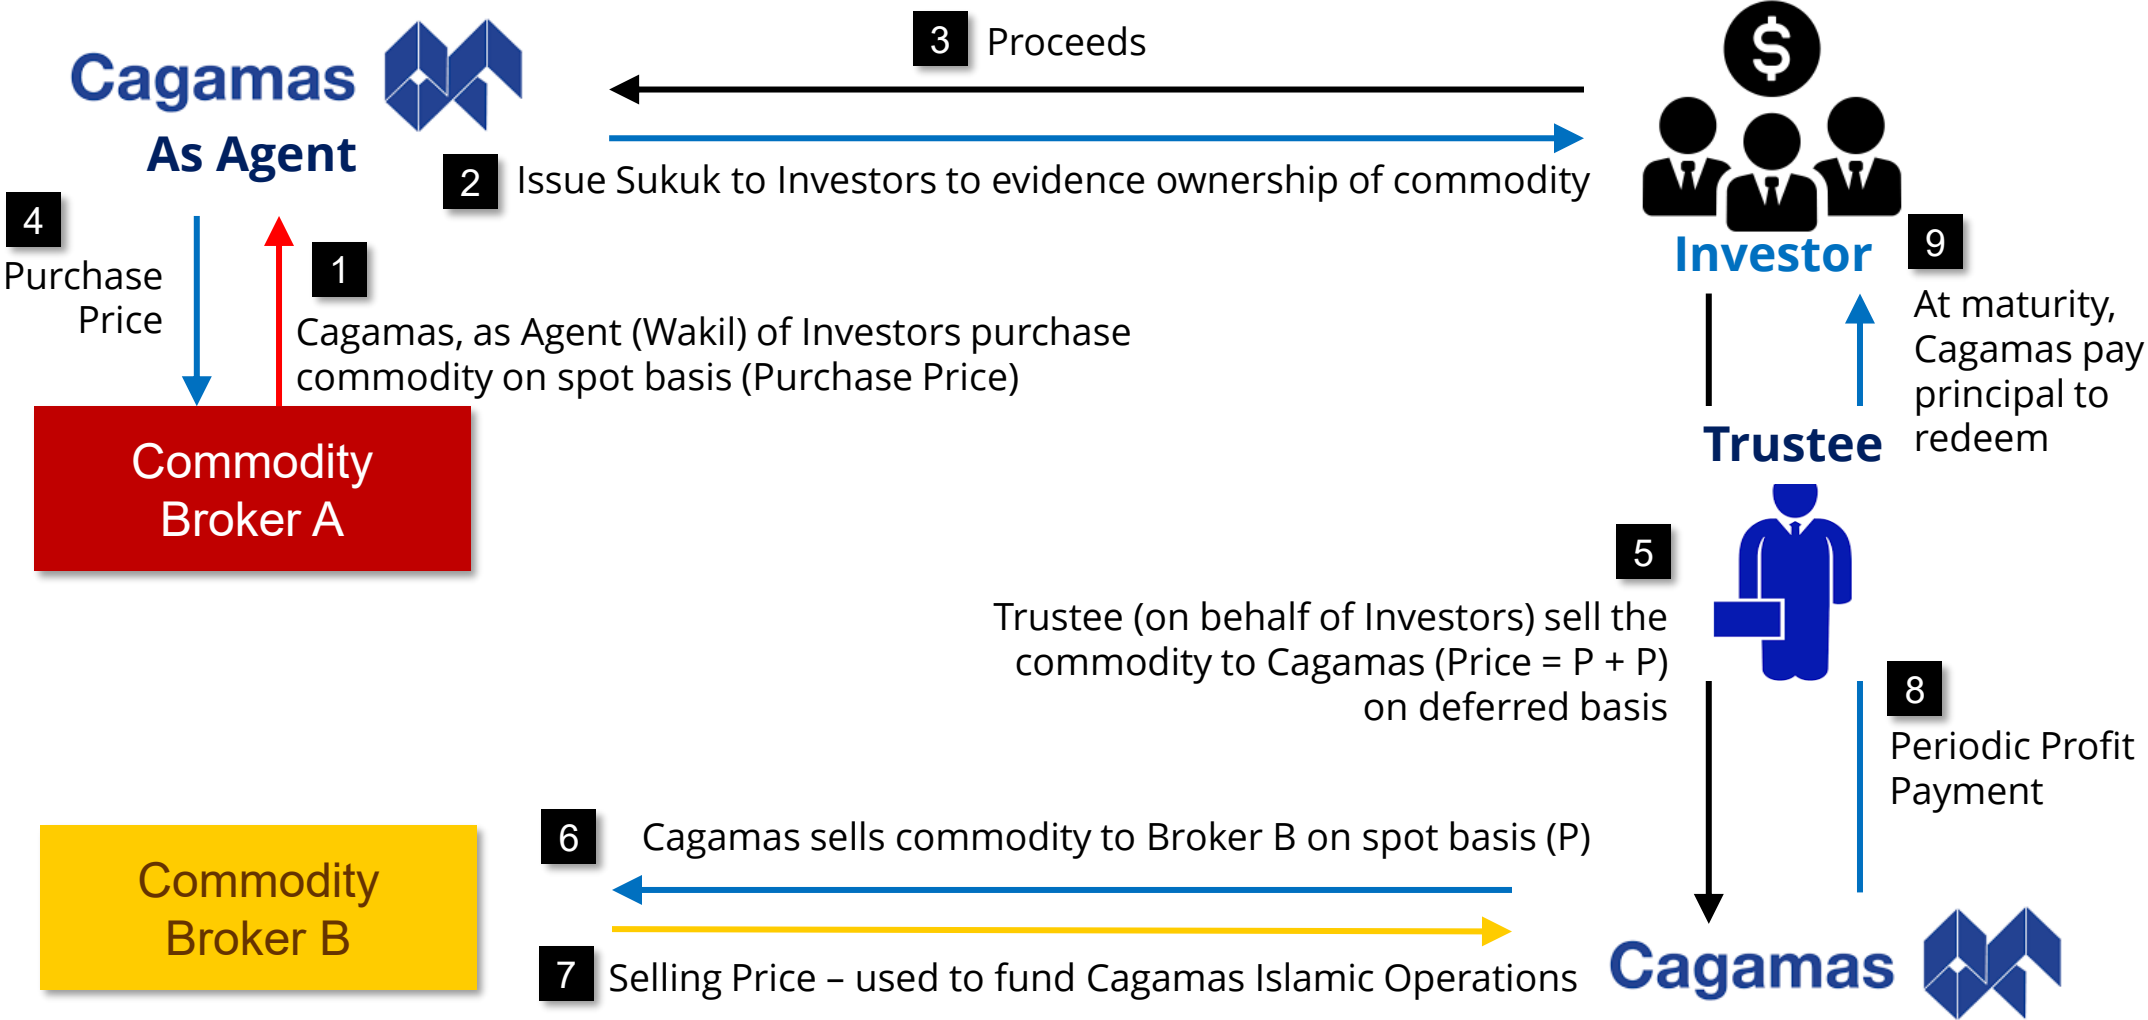 Cagamas
As Agent
3
Proceeds
2
Issue Sukuk to Investors to evidence ownership of commodity
$
Investor
4
Purchase
Price
1
Cagamas, as Agent (Wakil) of Investors purchase
commodity on spot basis (Purchase Price)
9
At maturity,
Cagamas pay
principal to
redeem
Commodity
Broker A
Trustee
5
Trustee (on behalf of Investors) sell the
commodity to Cagamas (Price = P + P)
on deferred basis
8
Periodic Profit
Payment
6
Cagamas sells commodity to Broker B on spot basis (P)
Commodity
Broker B
7
Selling Price – used to fund Cagamas Islamic Operations
Cagamas